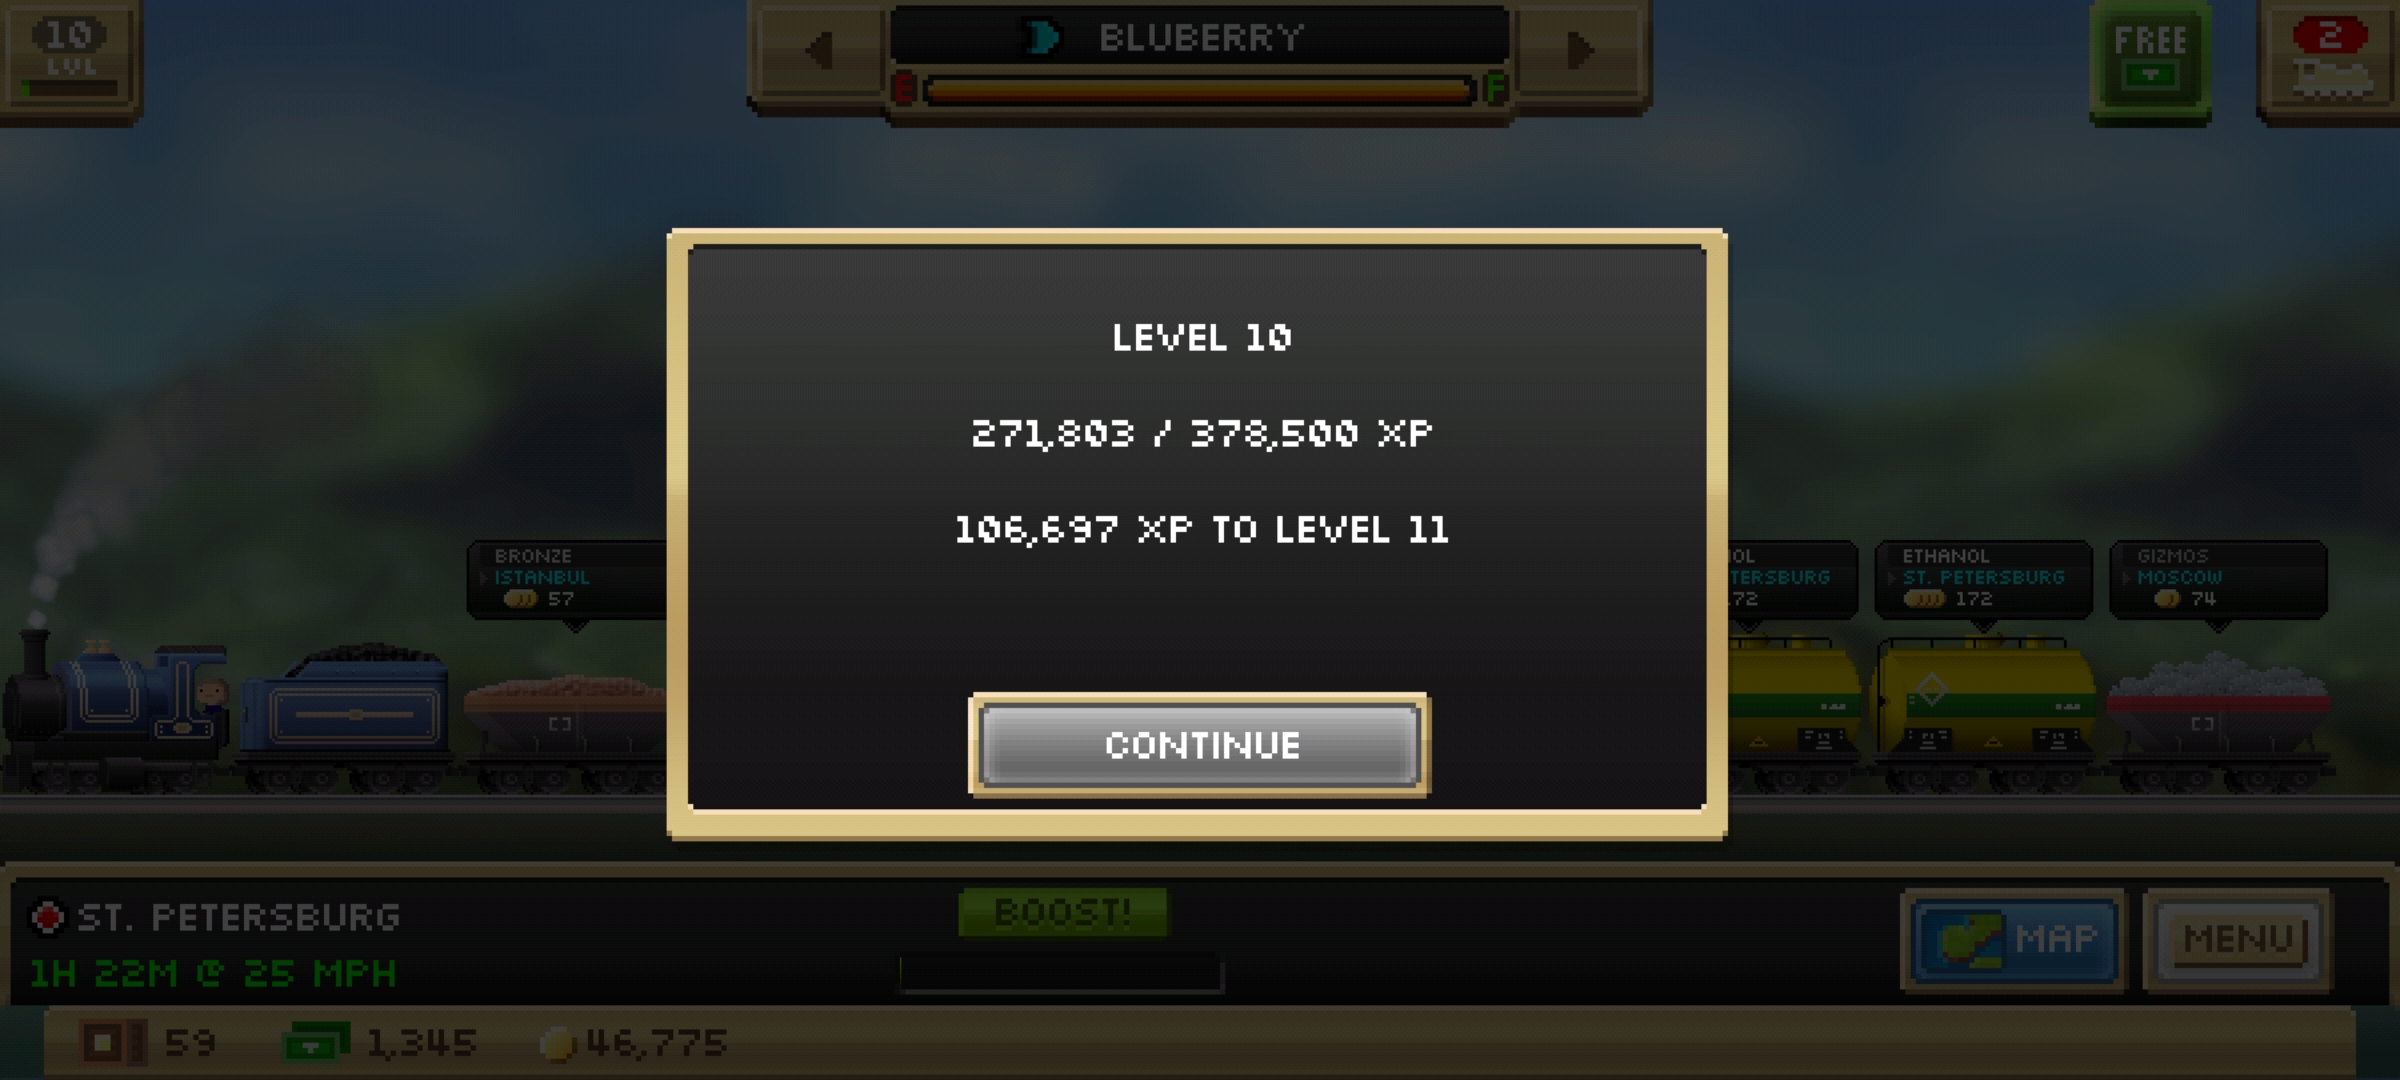 10
LVL
BLUBERRY
E F
FREE
2
LEVEL 10
271,803 / 378,500 XP
106,697 XP TO LEVEL 11
CONTINUE
BRONZE
ISTANBUL
57
ETHANOL
ST. PETERSBURG
172
GIZMOS
MOSCOW
74
ST. PETERSBURG
1H 22M @ 25 MPH
BOOST!
MAP
MENU
59
1,345
46,775